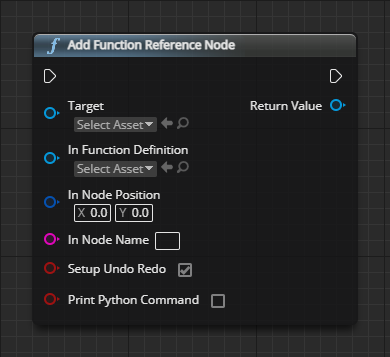 f Add Function Reference Node
Target
Return Value
Select Asset
In Function Definition
Select Asset
In Node Position
X 0.0 Y 0.0
In Node Name
Setup Undo Redo
Print Python Command